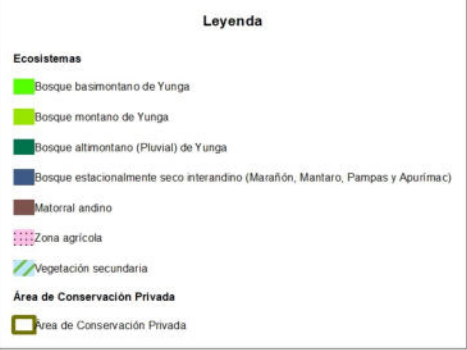 Leyenda
Ecosistemas
Bosque basimontano de Yunga
Bosque montano de Yunga
Bosque altimontano (Pluvial) de Yunga
Bosque estacionalmente seco interandino (Marañón, Mantaro, Pampas y Apurímac)
Matorral andino
Zona agrícola
Vegetación secundaria
Área de Conservación Privada
Área de Conservación Privada